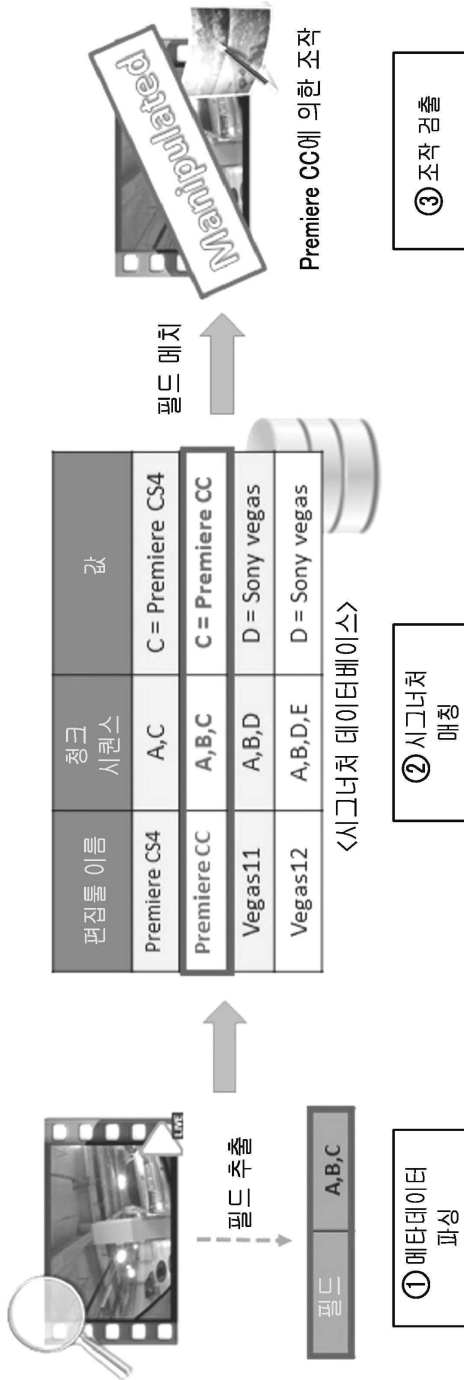 LIVE
필드 추출
필드 A,B,C
① 메타데이터
파싱
편집툴 이름 청크 시퀀스 값
Premiere CS4 A,C C = Premiere CS4
Premiere CC A,B,C C = Premiere CC
Vegas11 A,B,D D = Sony vegas
Vegas12 A,B,D,E D = Sony vegas
<시그너처 데이터베이스>
② 시그너처
매칭
필드 매치
Manipulated
Premiere CC에 의한 조작
③ 조작 검출